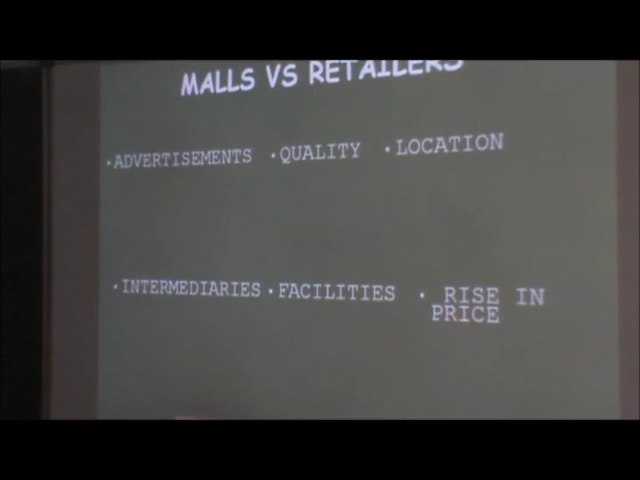 MALLS VS RETAILERS
•ADVERTISEMENTS •QUALITY •LOCATION
•INTERMEDIARIES •FACILITIES • RISE IN
PRICE